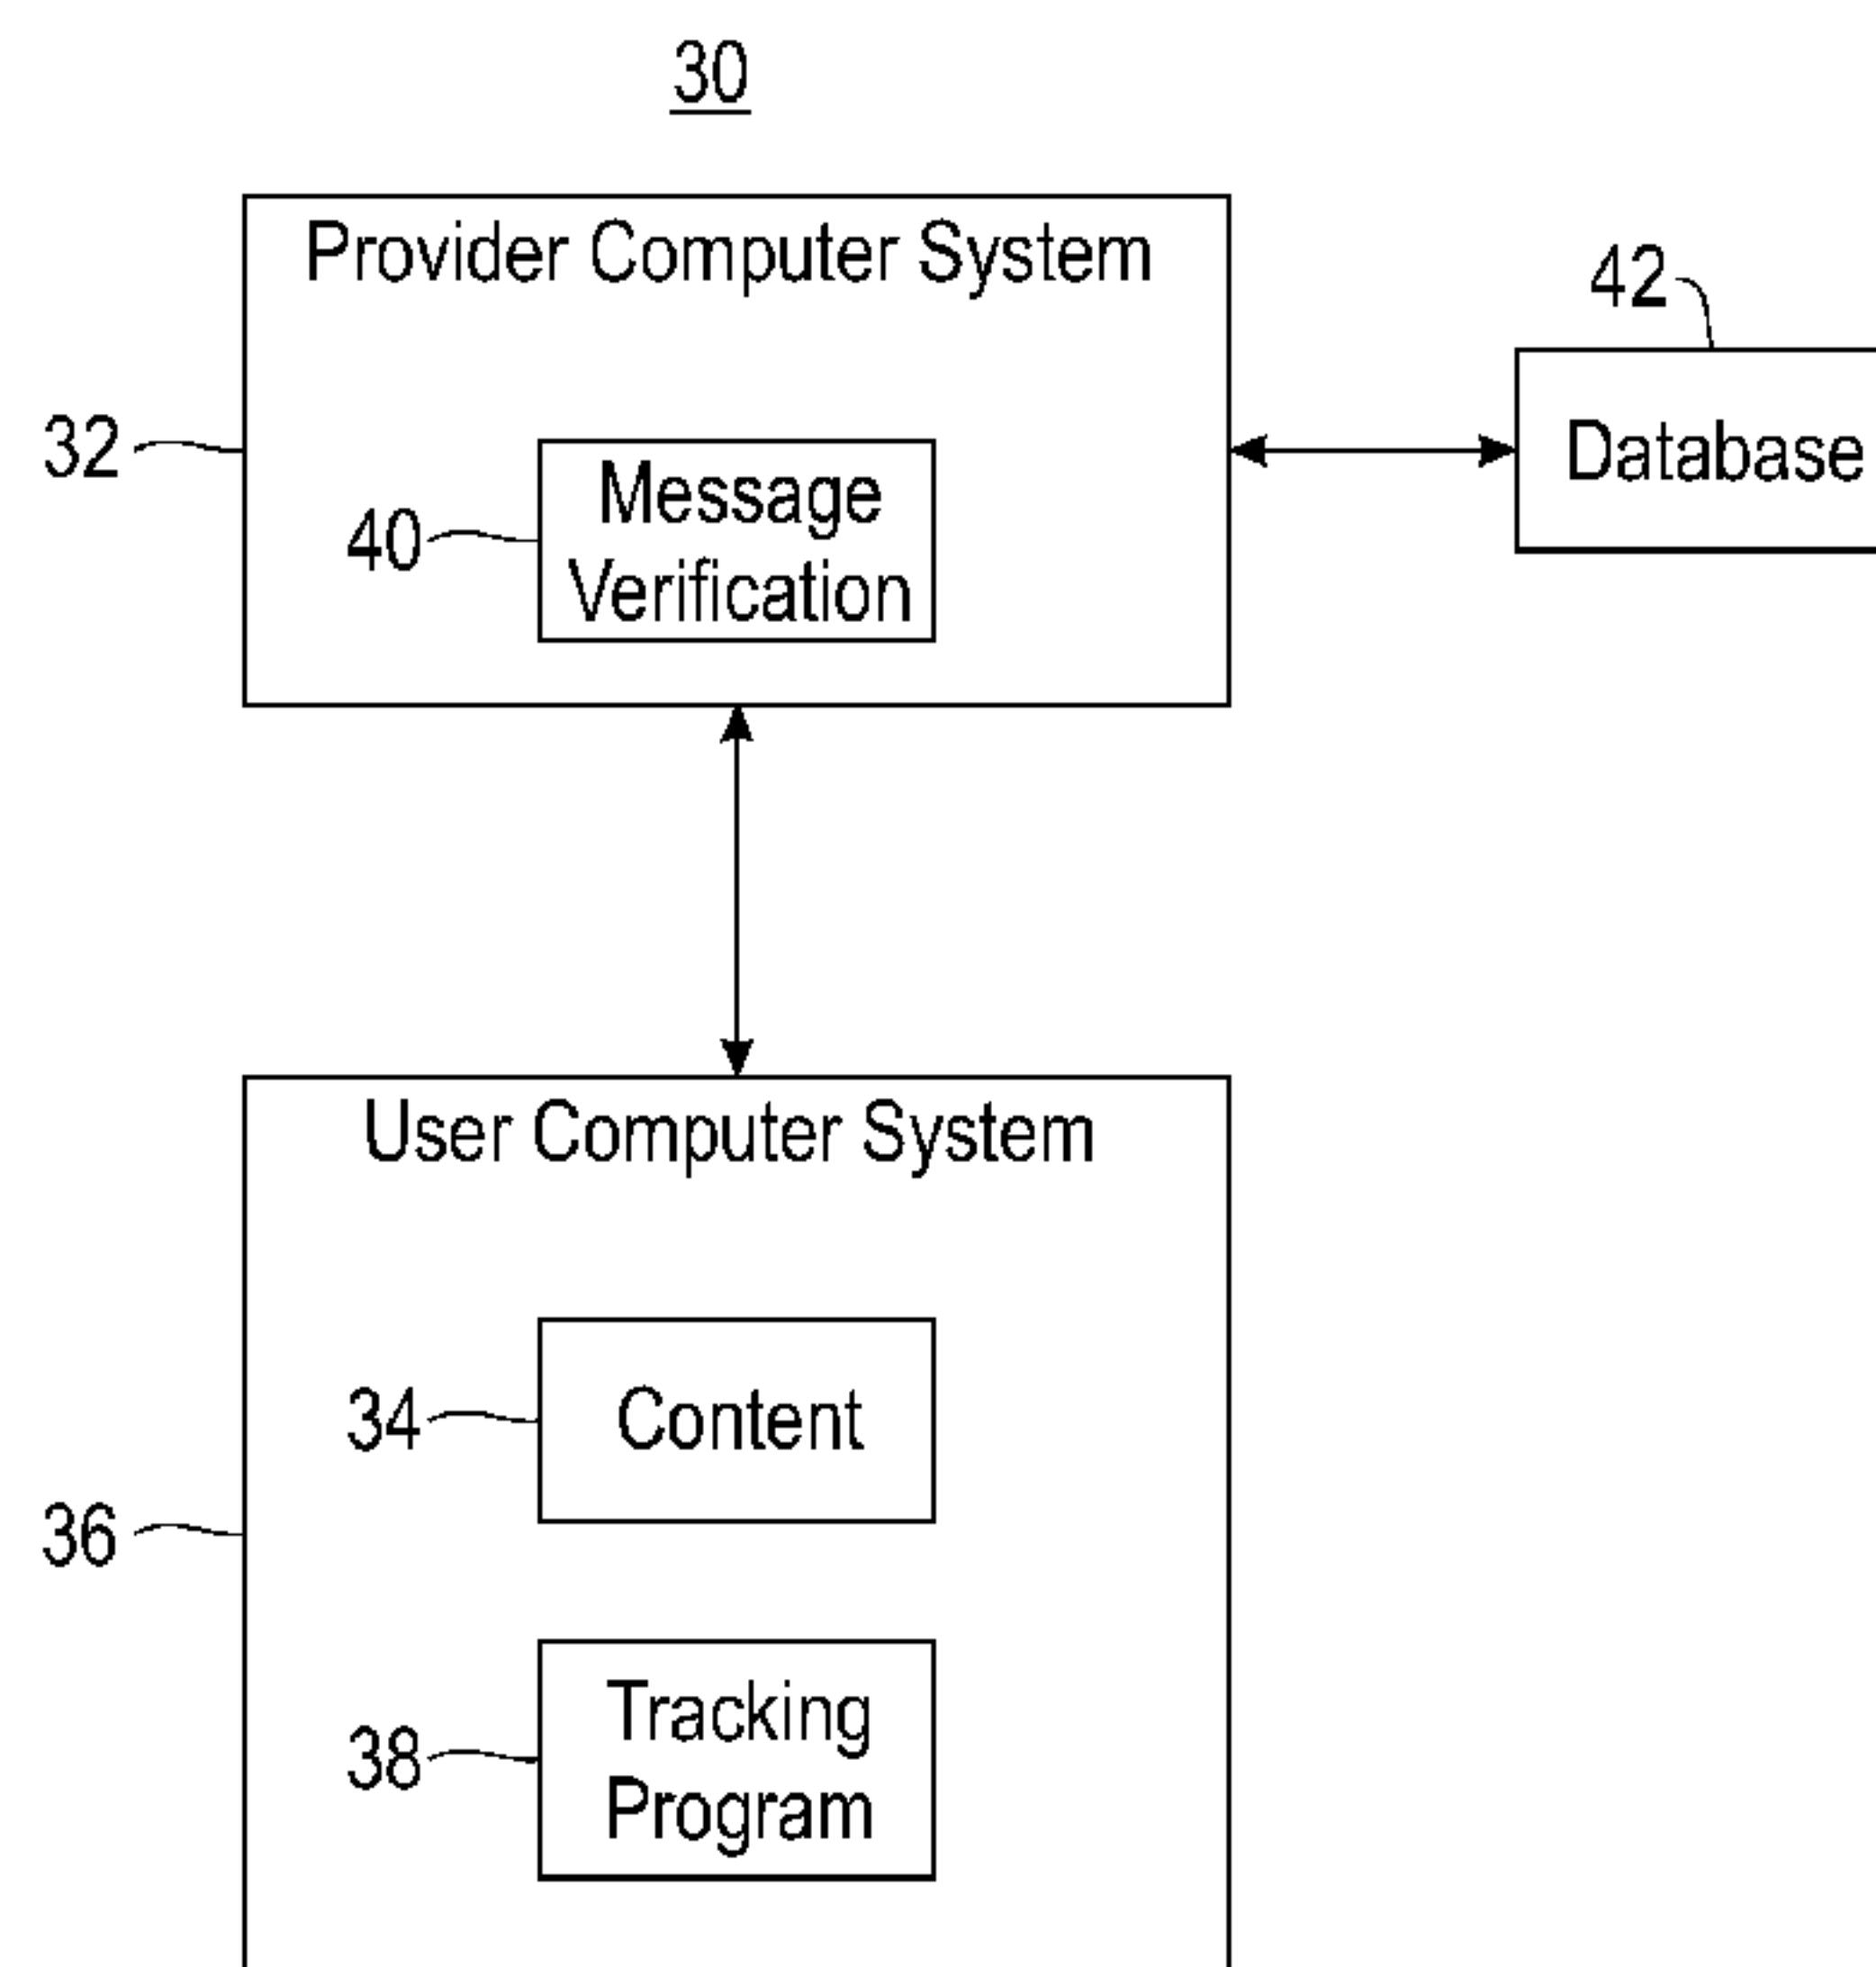 30
Provider Computer System
42
32
Database
40
Message
Verification
User Computer System
34
Content
36
38
Tracking
Program